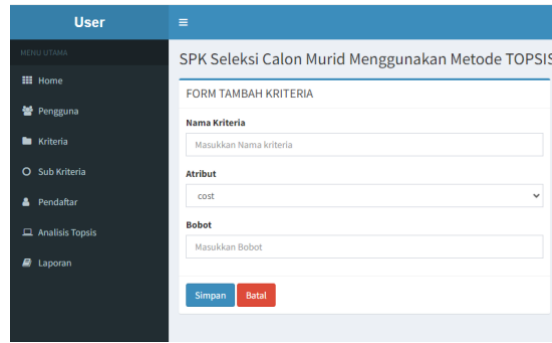 User
MENU UTAMA
Home
Pengguna
Kriteria
Sub Kriteria
Pendaftar
Analisis Topsis
Laporan
SPK Seleksi Calon Murid Menggunakan Metode TOPSIS
FORM TAMBAH KRITERIA
Nama Kriteria
Masukkan Nama kriteria
Atribut
cost
Bobot
Masukkan Bobot
Simpan Batal